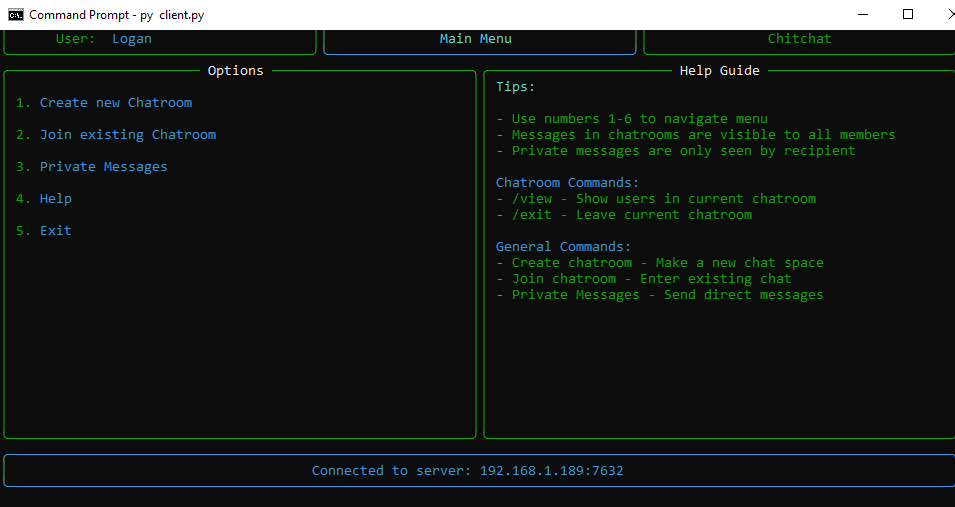 Command Prompt - py client.py
User: Logan
Main Menu
Chitchat
Options
1. Create new Chatroom
2. Join existing Chatroom
3. Private Messages
4. Help
5. Exit
Help Guide
Tips:
- Use numbers 1-6 to navigate menu
- Messages in chatrooms are visible to all members
- Private messages are only seen by recipient
Chatroom Commands:
- /view - Show users in current chatroom
- /exit - Leave current chatroom
General Commands:
- Create chatroom - Make a new chat space
- Join chatroom - Enter existing chat
- Private Messages - Send direct messages
Connected to server: 192.168.1.189:7632